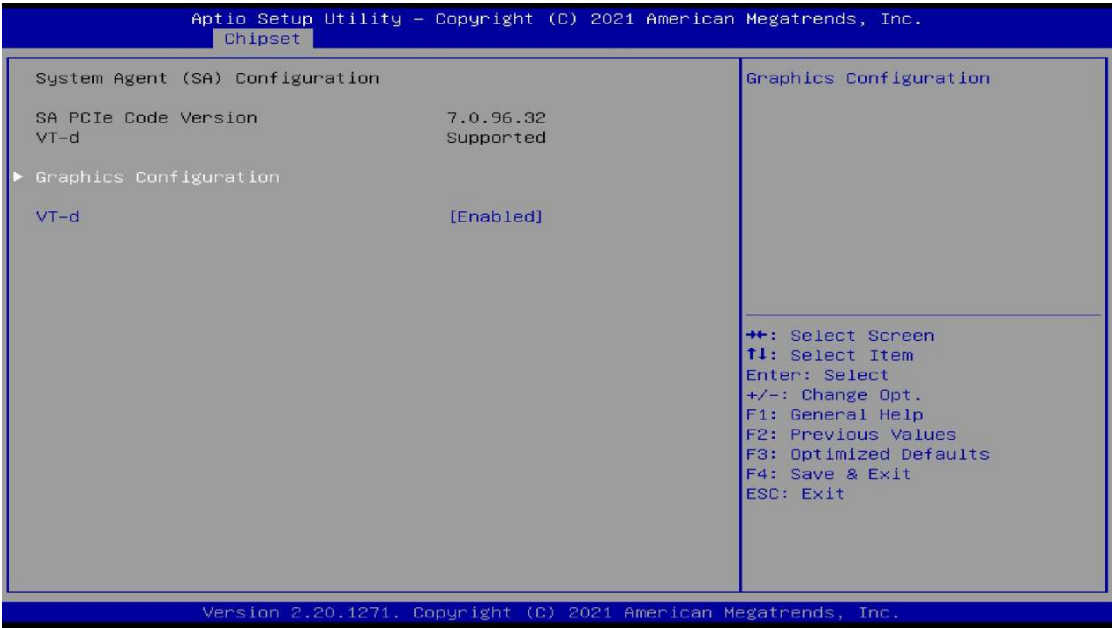 Aptio Setup Utility – Copyright (C) 2021 American Megatrends, Inc.
Chipset
System Agent (SA) Configuration
SA PCIe Code Version 7.0.96.32
VT-d Supported
▶ Graphics Configuration
VT-d [Enabled]
Graphics Configuration
→←: Select Screen
↑↓: Select Item
Enter: Select
+/-: Change Opt.
F1: General Help
F2: Previous Values
F3: Optimized Defaults
F4: Save & Exit
ESC: Exit
Version 2.20.1271. Copyright (C) 2021 American Megatrends, Inc.